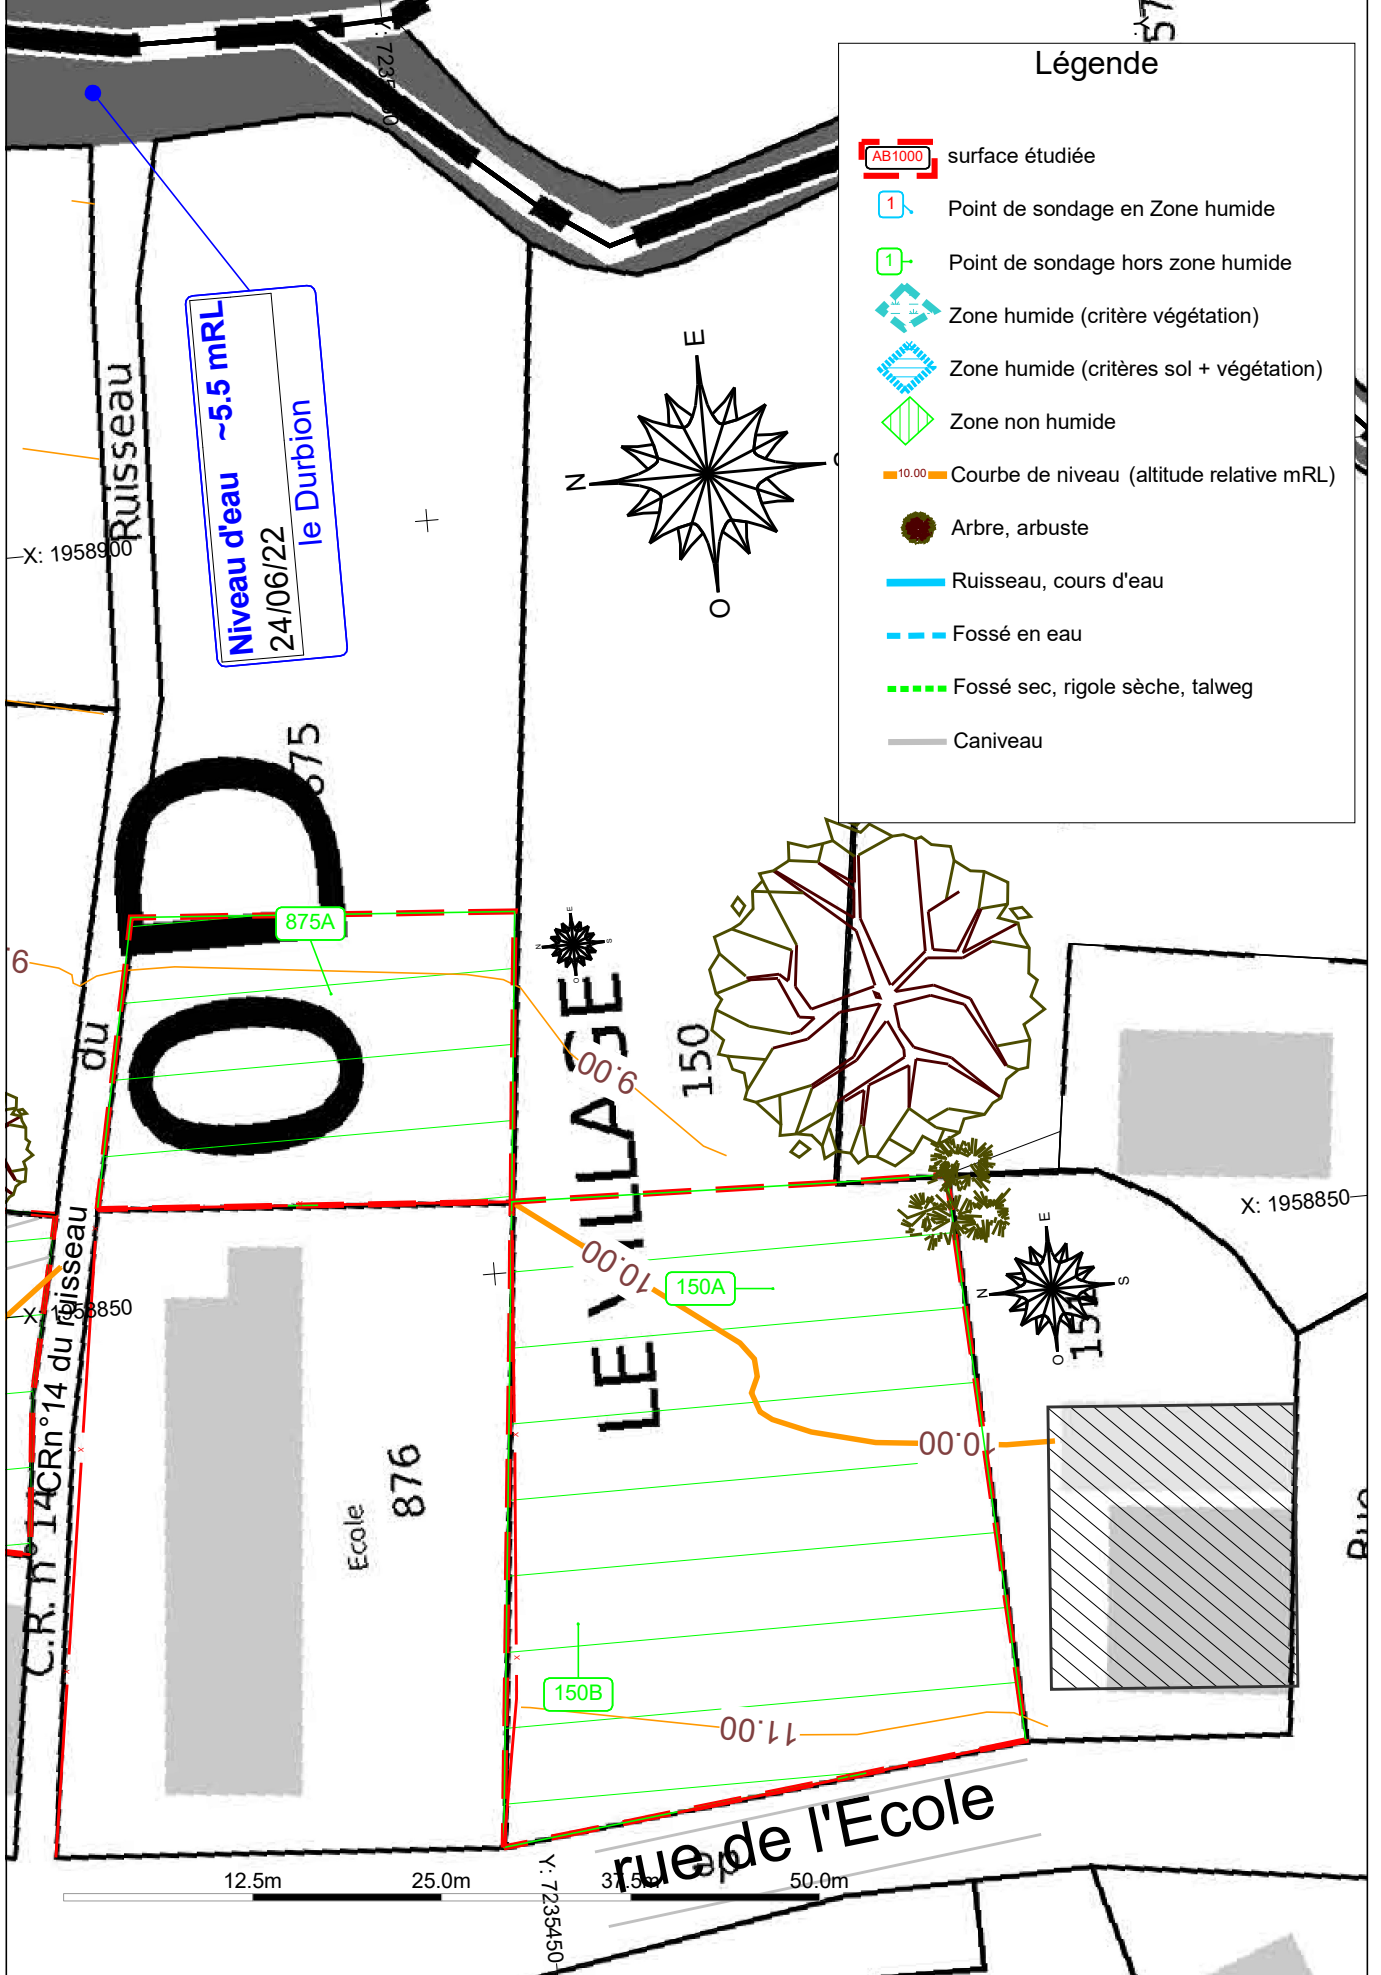 Légende
AB1000 surface étudiée
1 Point de sondage en Zone humide
1 Point de sondage hors zone humide
Zone humide (critère végétation)
Zone humide (critères sol + végétation)
Zone non humide
10.00 Courbe de niveau (altitude relative mRL)
Arbre, arbuste
Ruisseau, cours d'eau
Fossé en eau
Fossé sec, rigole sèche, talweg
Caniveau
Niveau d'eau ~5.5 mRL
24/06/22
le Durbion
Ruisseau
X: 1958900
E
N
O
875
D
875A
9.
du
O
E
N
S
O
9.00
LE VILLAGE
150
X: 1958850
X: 1958850
10.00
150A
E
N
S
O
10.00
CRn°14 du ruisseau
C.R. n° 14
Ecole
876
150B
11.00
rue de l'Ecole
de
12.5m
25.0m
37.5m
50.0m
Y: 7235450